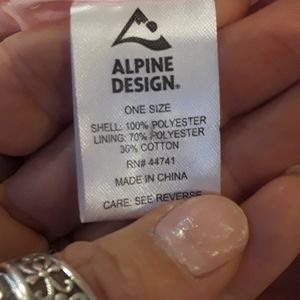 ALPINE
DESIGN®
ONE SIZE
SHELL: 100% POLYESTER
LINING: 70% POLYESTER
30% COTTON
RN# 44741
MADE IN CHINA
CARE: SEE REVERSE